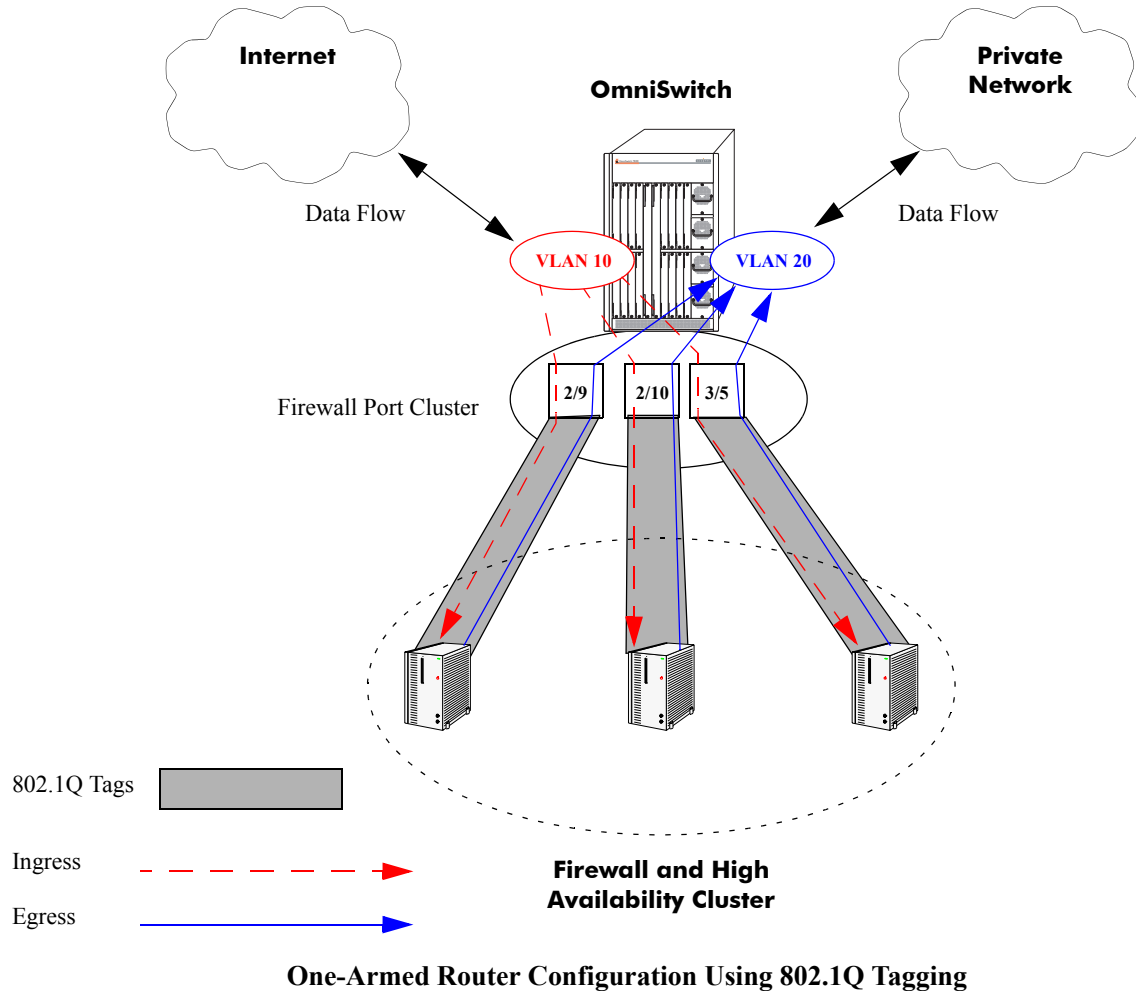 Internet
Private
Network
OmniSwitch
Data Flow
Data Flow
VLAN 10
VLAN 20
2/9
2/10
3/5
Firewall Port Cluster
802.1Q Tags
Ingress
Egress
Firewall and High
Availability Cluster
One-Armed Router Configuration Using 802.1Q Tagging